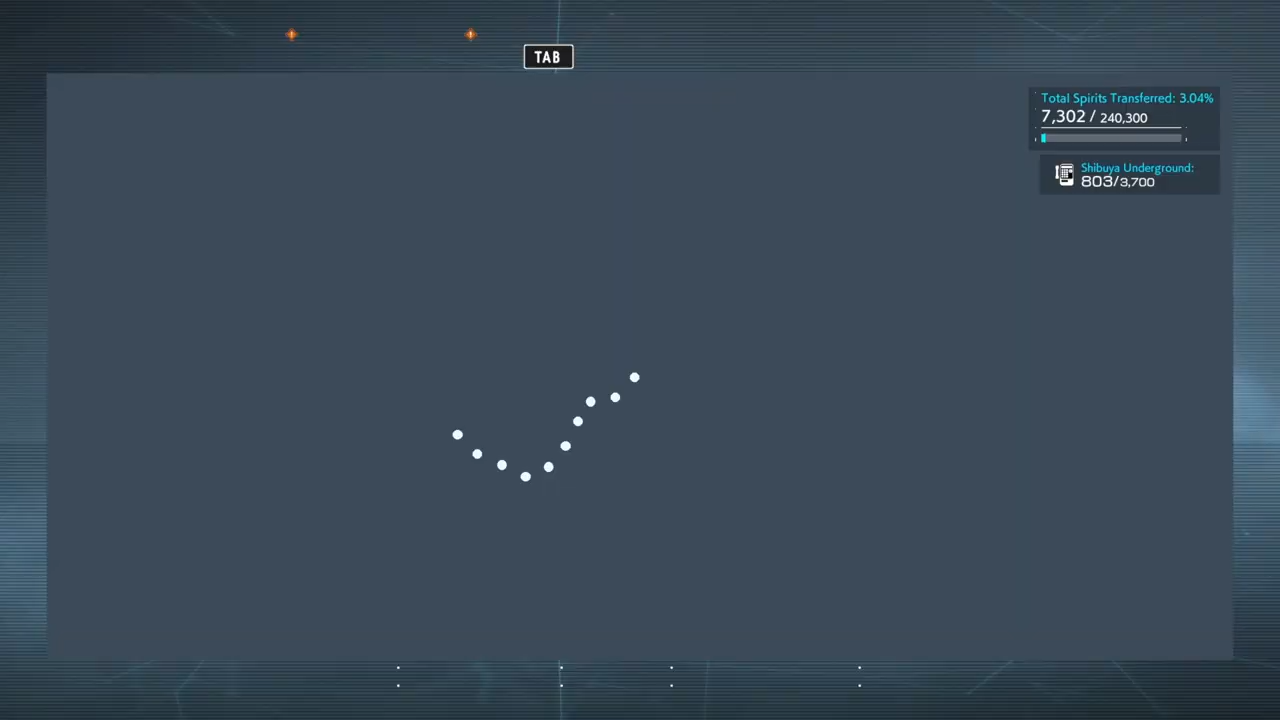 TAB
Total Spirits Transferred: 3.04%
7,302 / 240,300
Shibuya Underground:
803/3,700